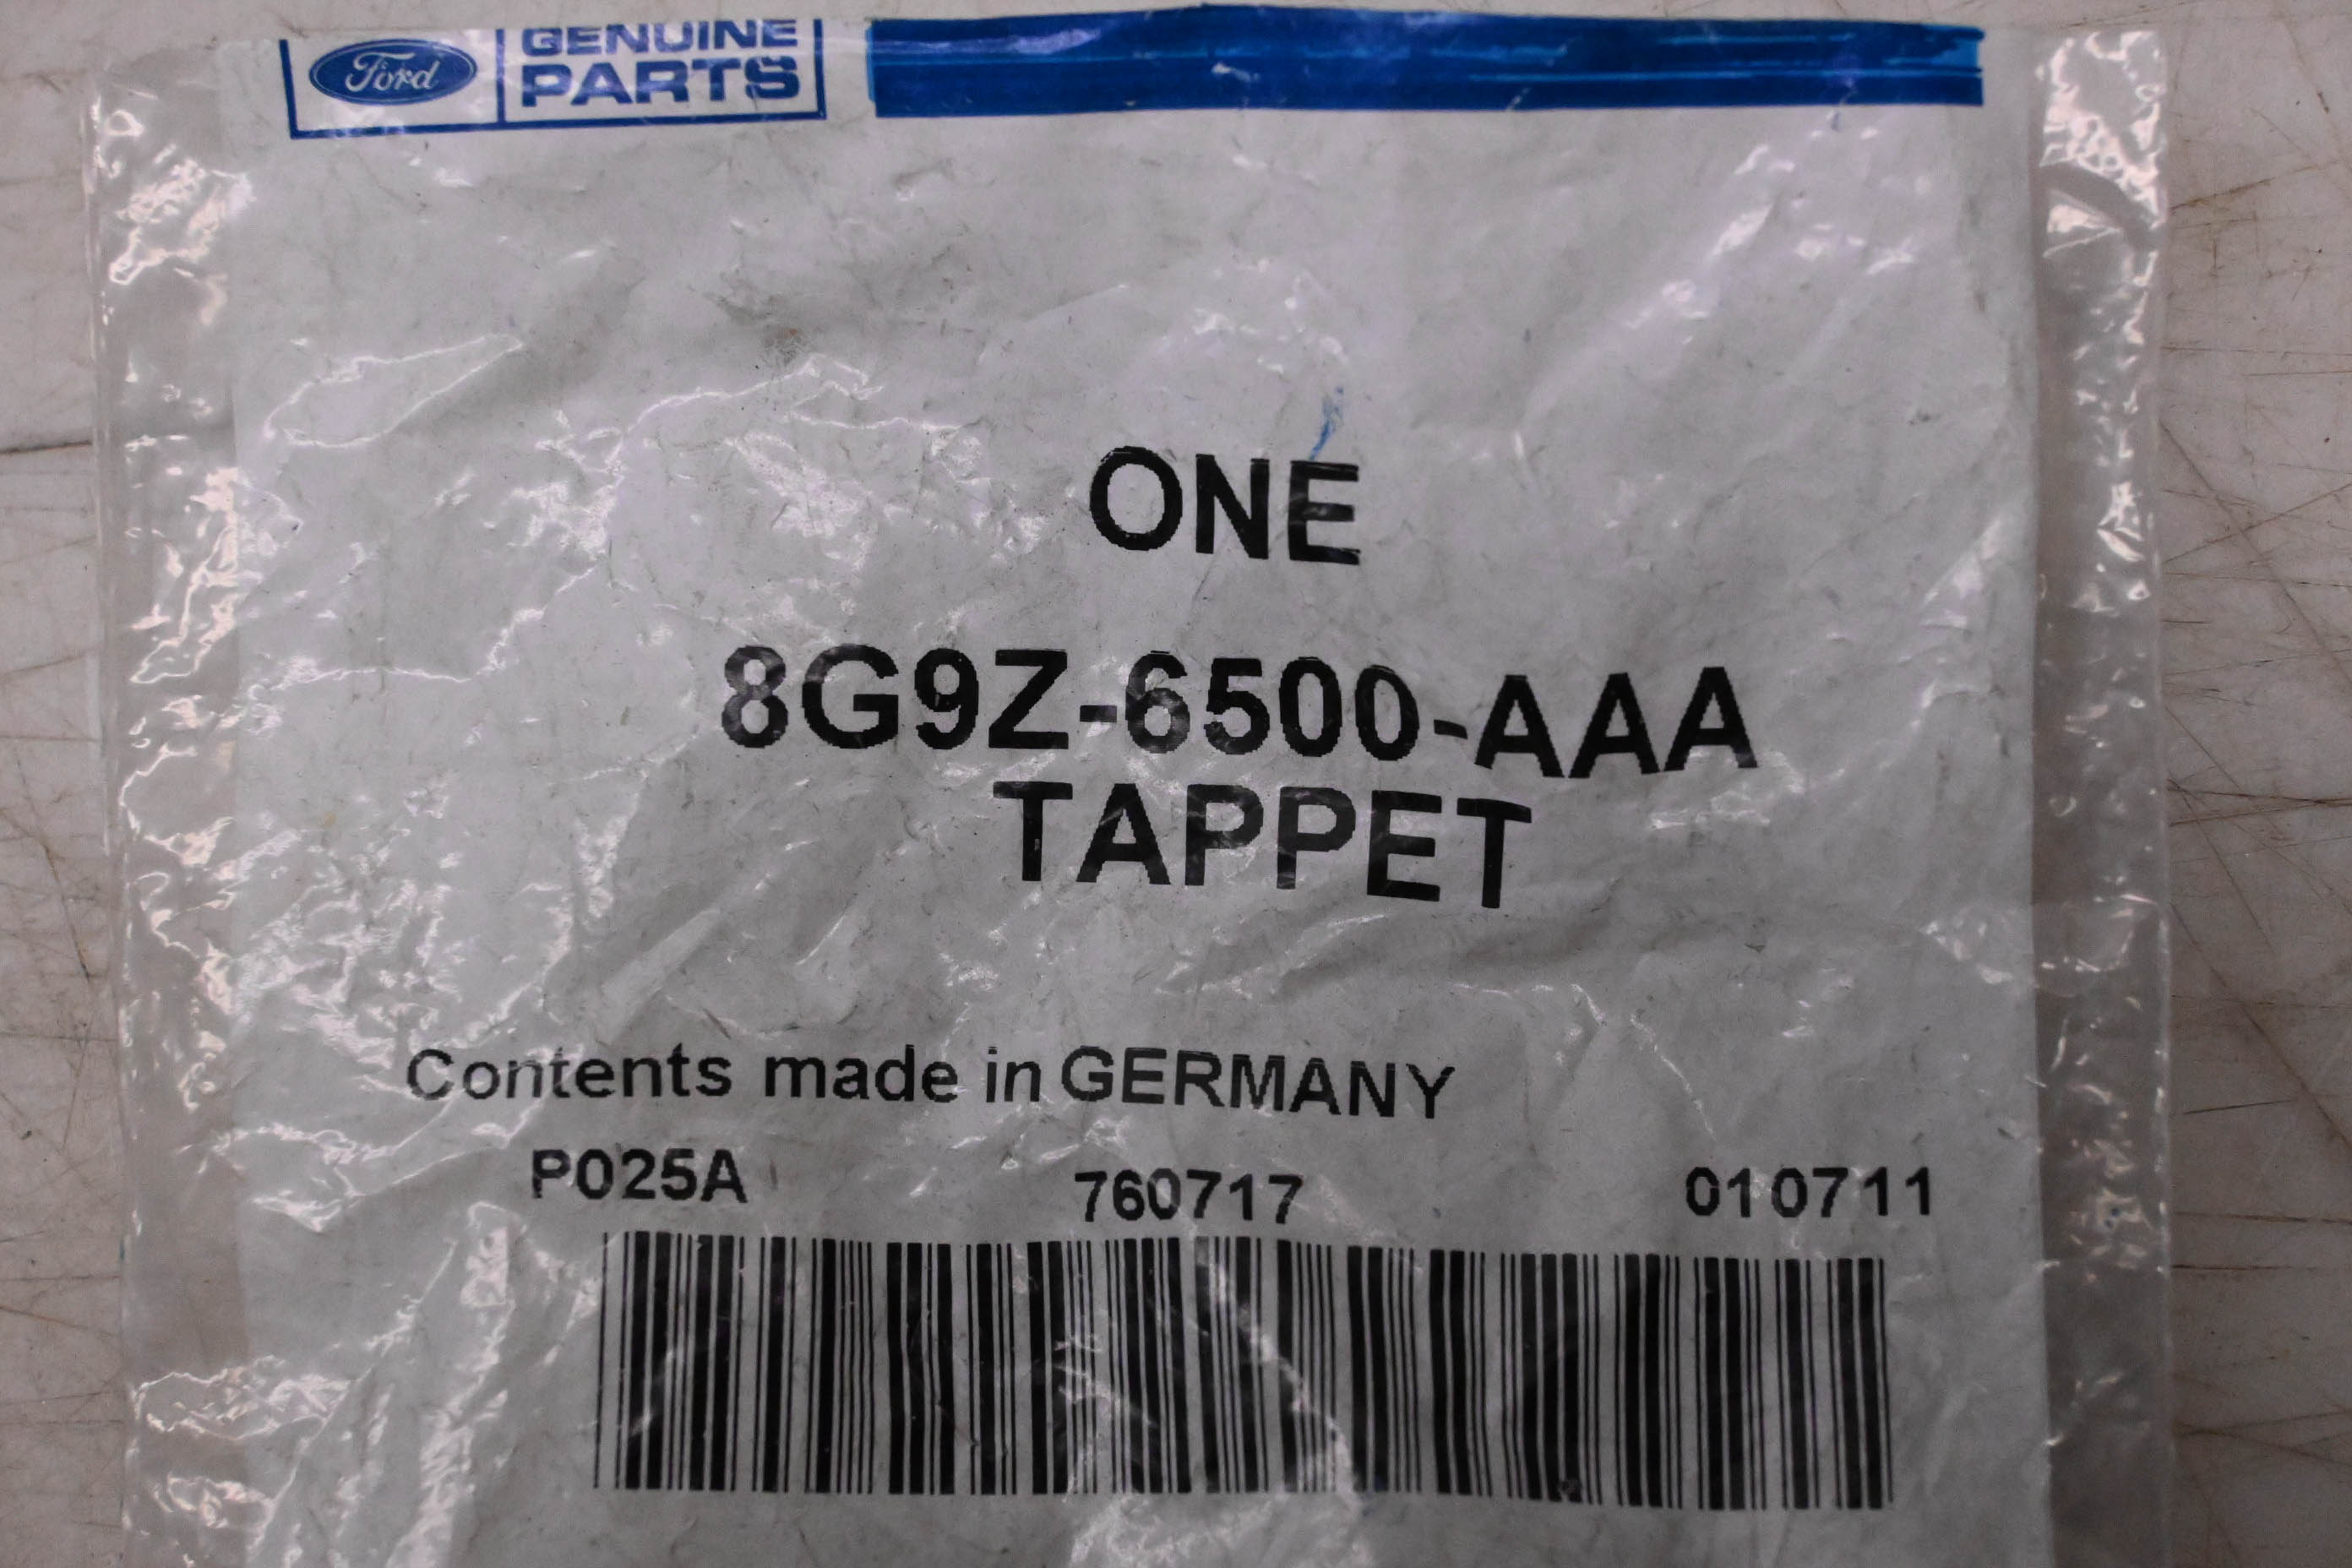 Ford GENUINE
PARTS
ONE
8G9Z-6500-AAA
TAPPET
Contents made in GERMANY
P025A 760717 010711